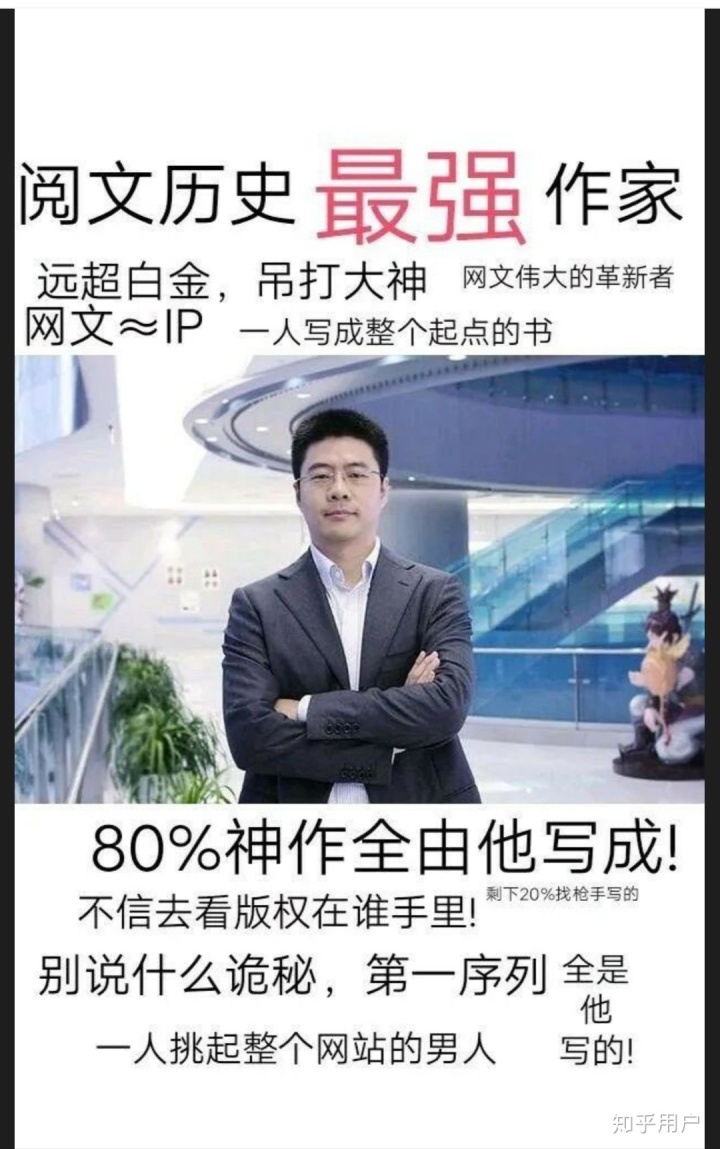 阅文历史最强作家
远超白金，吊打大神 网文伟大的革新者
网文≈IP 一人写成整个起点的书
80%神作全由他写成!
不信去看版权在谁手里! 剩下20%找枪手写的
别说什么诡秘，第一序列 全是
他
一人挑起整个网站的男人 写的!
知乎用户